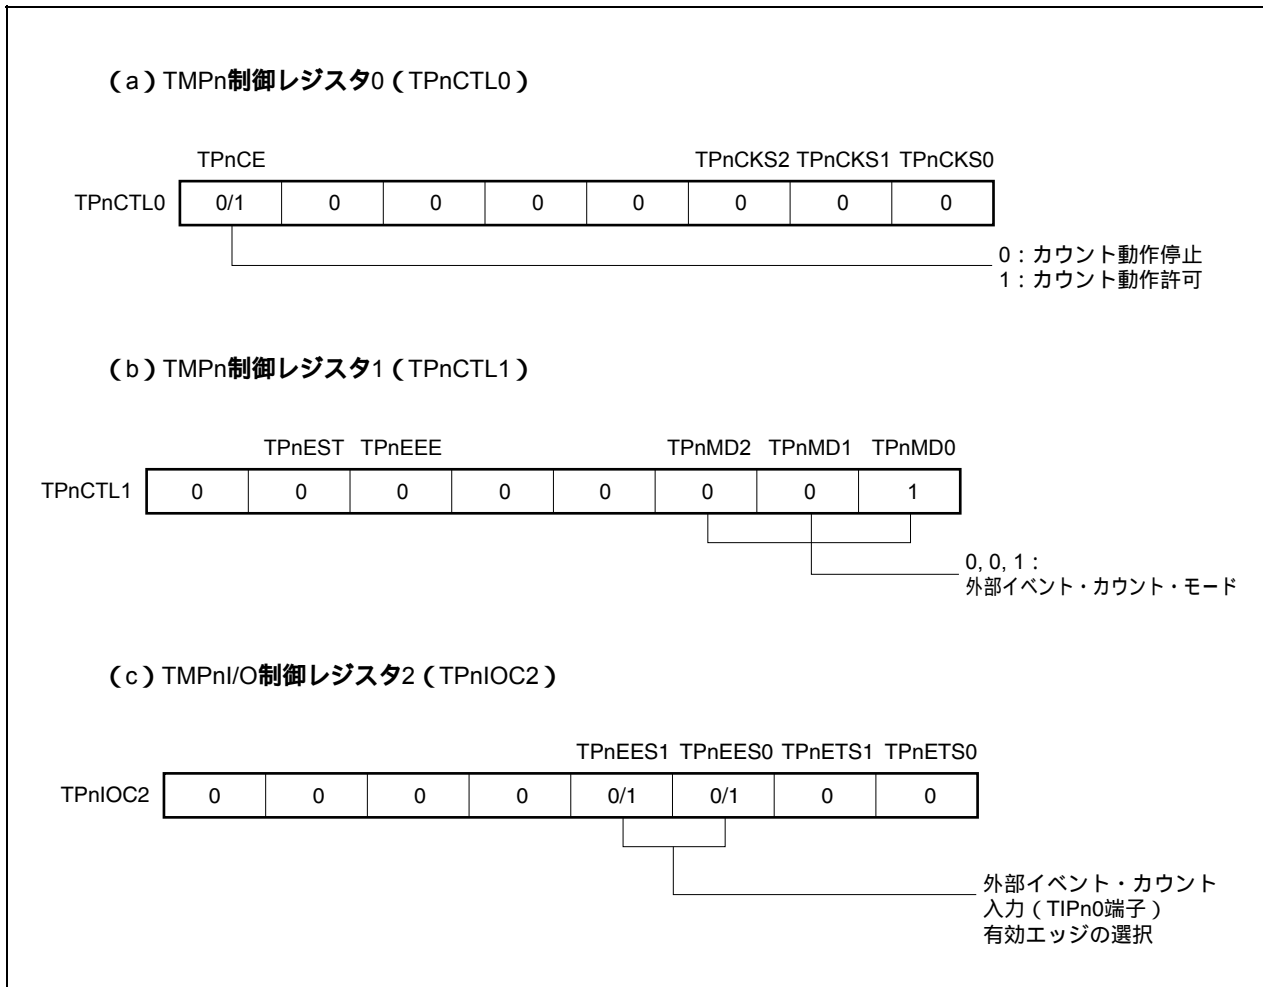 (a)TMPn制御レジスタ0(TPnCTL0)
TPnCE TPnCKS2 TPnCKS1 TPnCKS0
TPnCTL0 0/1 0 0 0 0 0 0 0
0:カウント動作停止
1:カウント動作許可
(b)TMPn制御レジスタ1(TPnCTL1)
TPnEST TPnEEE TPnMD2 TPnMD1 TPnMD0
TPnCTL1 0 0 0 0 0 0 0 1
0, 0, 1:
外部イベント・カウント・モード
(c)TMPnI/O制御レジスタ2(TPnIOC2)
TPnEES1 TPnEES0 TPnETS1 TPnETS0
TPnIOC2 0 0 0 0 0/1 0/1 0 0
外部イベント・カウント
入力(TIPn0端子)
有効エッジの選択